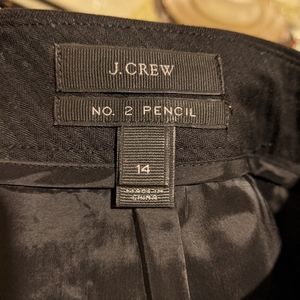 J.CREW
NO. 2 PENCIL
14
MADE IN
CHINA